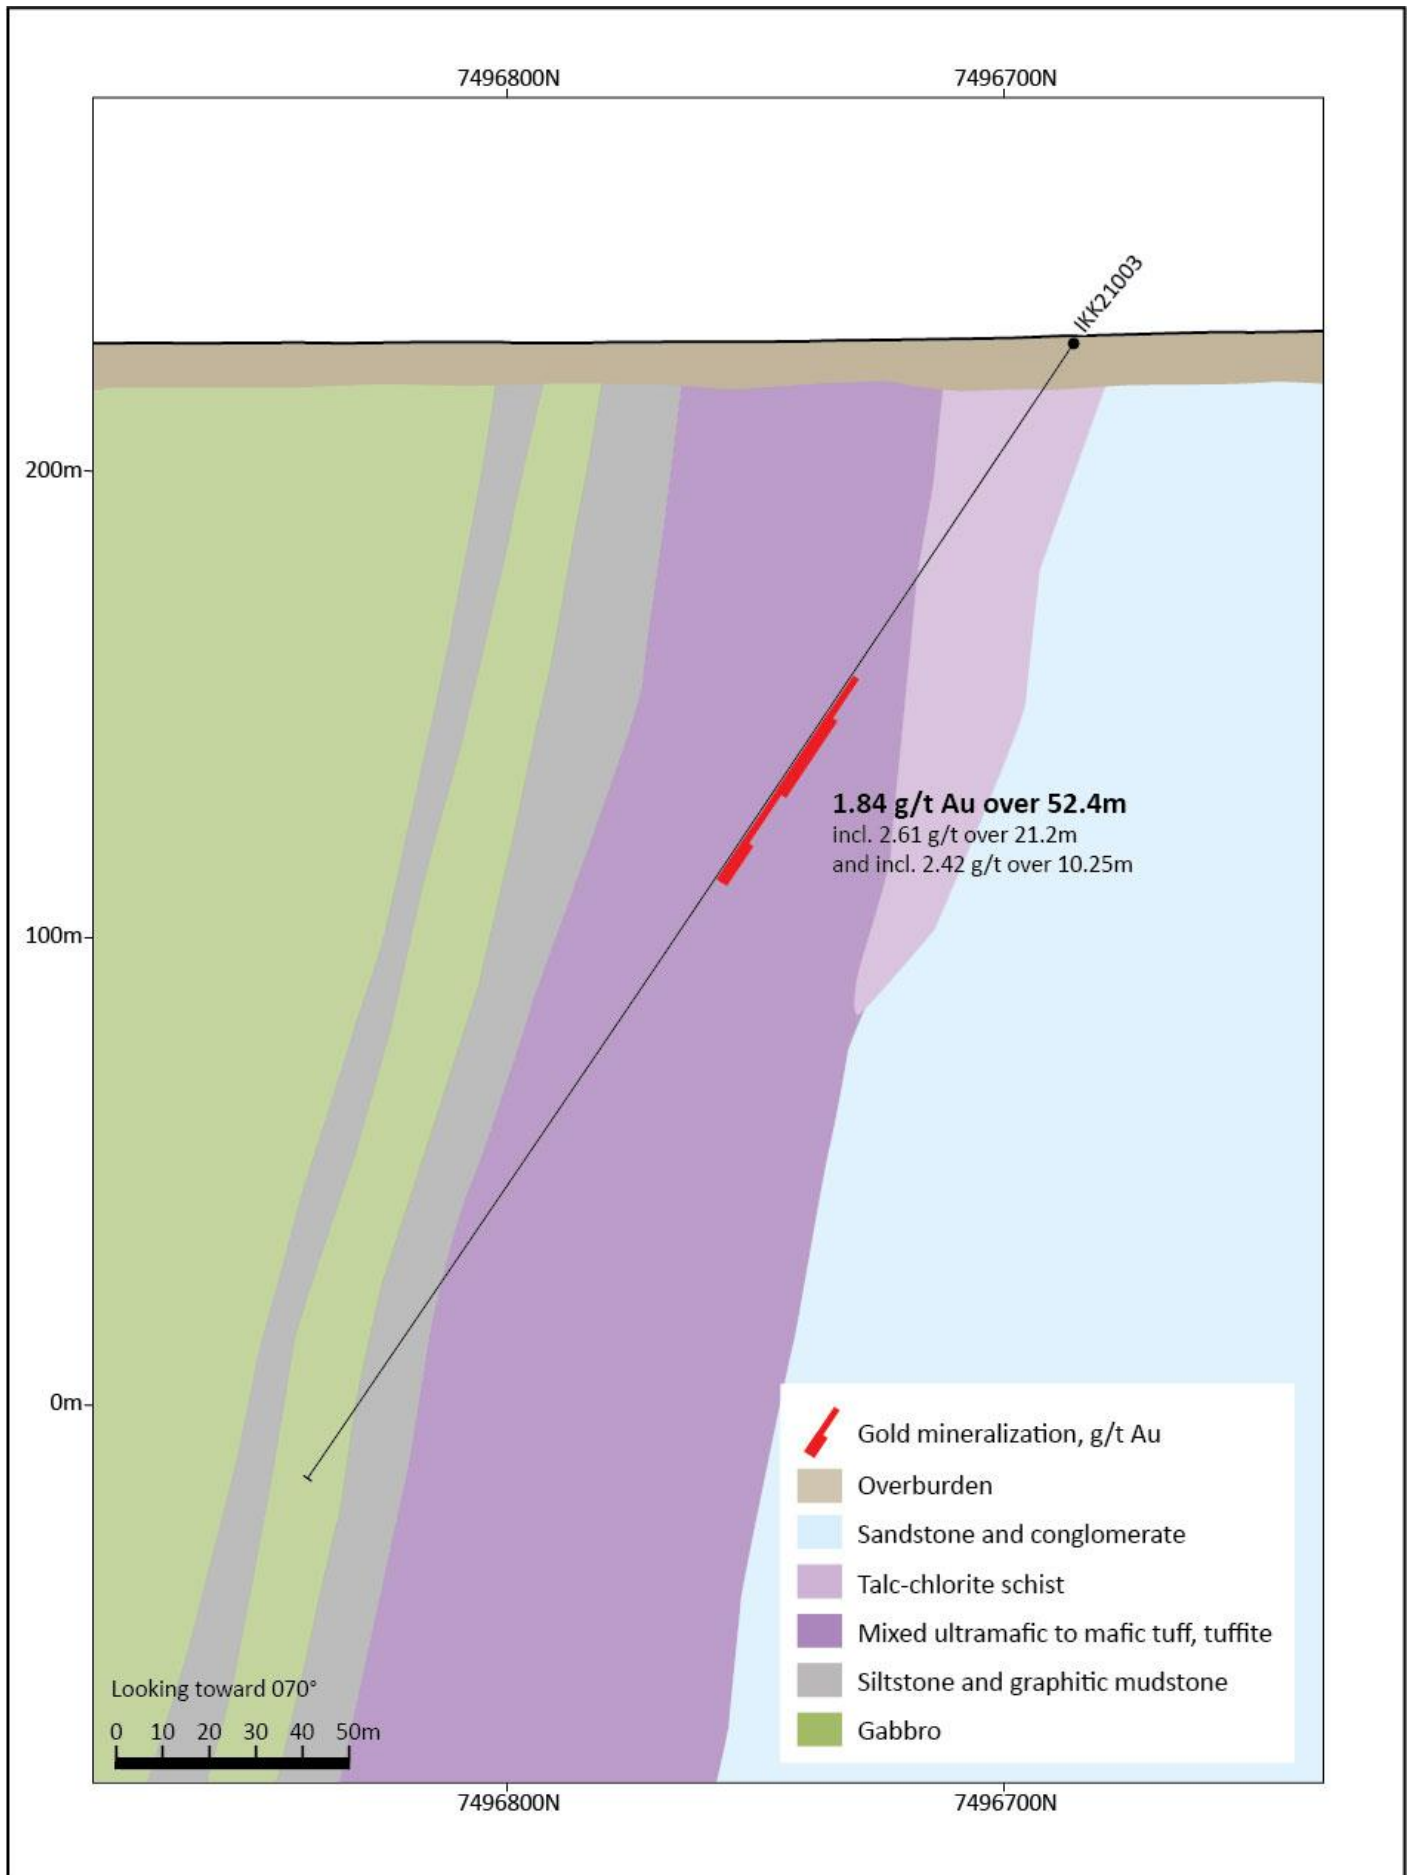 7496800N 7496700N
IKK21003
200m
1.84 g/t Au over 52.4m
incl. 2.61 g/t over 21.2m
and incl. 2.42 g/t over 10.25m
100m
0m
Gold mineralization, g/t Au
Overburden
Sandstone and conglomerate
Talc-chlorite schist
Mixed ultramafic to mafic tuff, tuffite
Siltstone and graphitic mudstone
Gabbro
Looking toward 070°
0 10 20 30 40 50m
7496800N 7496700N